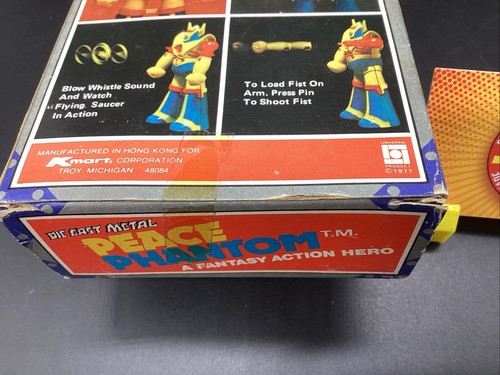 Blow Whistle Sound
And Watch
Flying Saucer
In Action
To Load Fist On
Arm. Press Pin
To Shoot Fist
MANUFACTURED IN HONG KONG FOR
Kmart® CORPORATION
TROY, MICHIGAN 48084
UNIVERSAL
PRODUCT
©1977
DIE CAST METAL
PEACE
PHANTOM T.M.
A FANTASY ACTION HERO